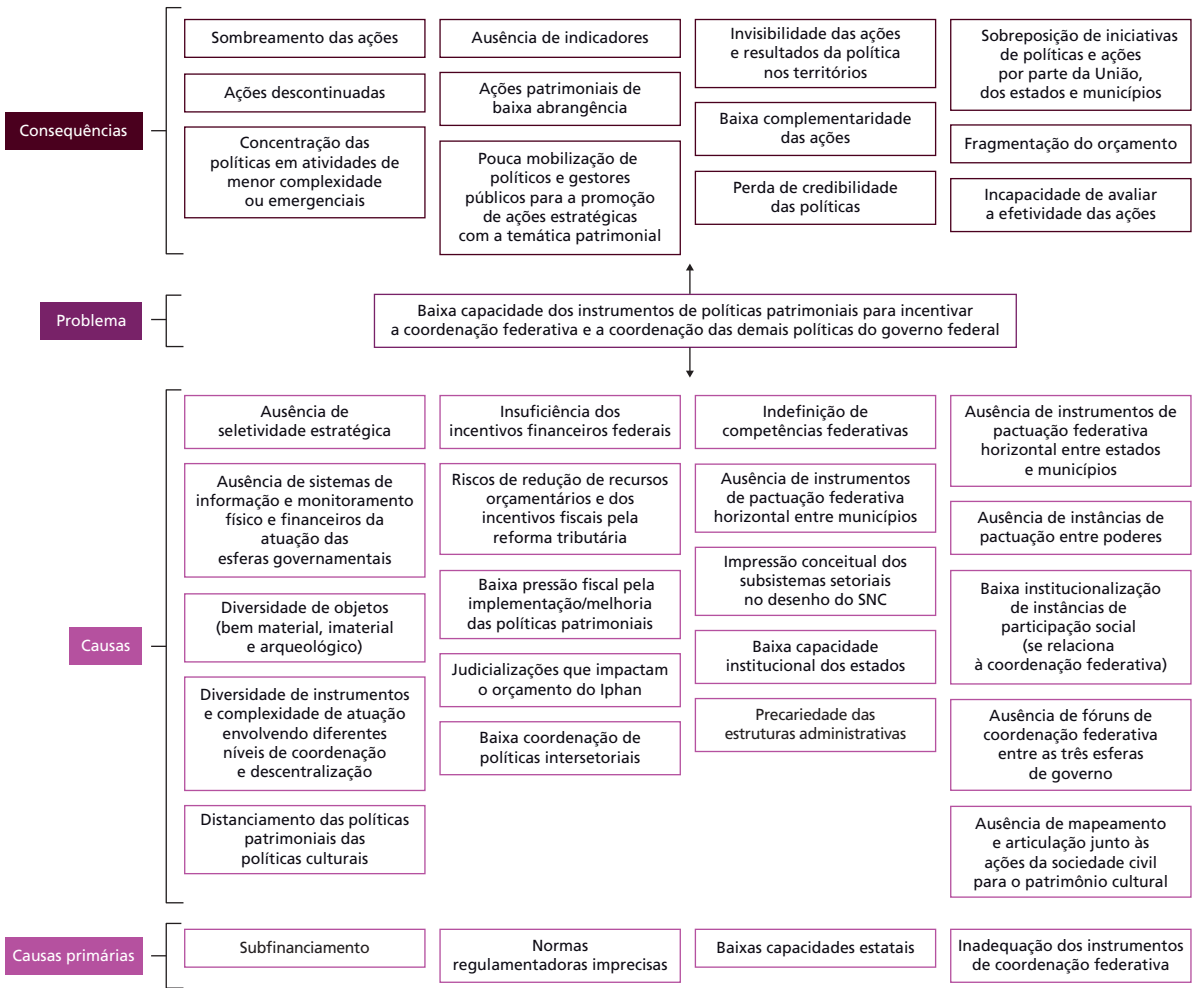 Consequências
Sombreamento das ações
Ações descontinuadas
Concentração das
políticas em atividades de
menor complexidade
ou emergenciais
Ausência de indicadores
Ações patrimoniais de
baixa abrangência
Pouca mobilização de
políticos e gestores
públicos para a promoção
de ações estratégicas
com a temática patrimonial
Invisibilidade das ações
e resultados da política
nos territórios
Baixa complementaridade
das ações
Perda de credibilidade
das políticas
Sobreposição de iniciativas
de políticas e ações
por parte da União,
dos estados e municípios
Fragmentação do orçamento
Incapacidade de avaliar
a efetividade das ações
Problema
Baixa capacidade dos instrumentos de políticas patrimoniais para incentivar
a coordenação federativa e a coordenação das demais políticas do governo federal
Causas
Ausência de
seletividade estratégica
Ausência de sistemas de
informação e monitoramento
físico e financeiros da
atuação das
esferas governamentais
Diversidade de objetos
(bem material, imaterial
e arqueológico)
Diversidade de instrumentos
e complexidade de atuação
envolvendo diferentes
níveis de coordenação
e descentralização
Distanciamento das políticas
patrimoniais das
políticas culturais
Insuficiência dos
incentivos financeiros federais
Riscos de redução de recursos
orçamentários e dos
incentivos fiscais pela
reforma tributária
Baixa pressão fiscal pela
implementação/melhoria
das políticas patrimoniais
Judicializações que impactam
o orçamento do Iphan
Baixa coordenação de
políticas intersetoriais
Indefinição de
competências federativas
Ausência de instrumentos
de pactuação federativa
horizontal entre municípios
Impressão conceitual dos
subsistemas setoriais
no desenho do SNC
Baixa capacidade
institucional dos estados
Precariedade das
estruturas administrativas
Ausência de instrumentos de
pactuação federativa
horizontal entre estados
e municípios
Ausência de instâncias de
pactuação entre poderes
Baixa institucionalização
de instâncias de
participação social
(se relaciona
à coordenação federativa)
Ausência de fóruns de
coordenação federativa
entre as três esferas
de governo
Ausência de mapeamento
e articulação junto às
ações da sociedade civil
para o patrimônio cultural
Causas primárias
Subfinanciamento
Normas
regulamentadoras imprecisas
Baixas capacidades estatais
Inadequação dos instrumentos
de coordenação federativa